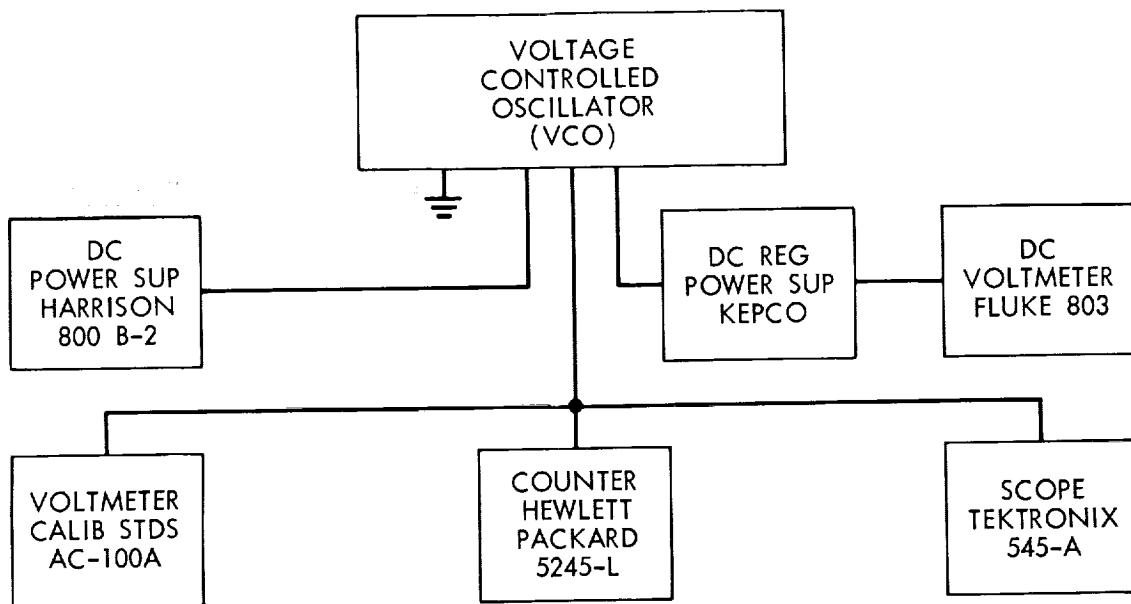 VOLTAGE
CONTROLLED
OSCILLATOR
(VCO)
DC
POWER SUP
HARRISON
800 B-2
DC REG
POWER SUP
KEPCO
DC
VOLTMETER
FLUKE 803
VOLTMETER
CALIB STDS
AC-100A
COUNTER
HEWLETT
PACKARD
5245-L
SCOPE
TEKTRONIX
545-A